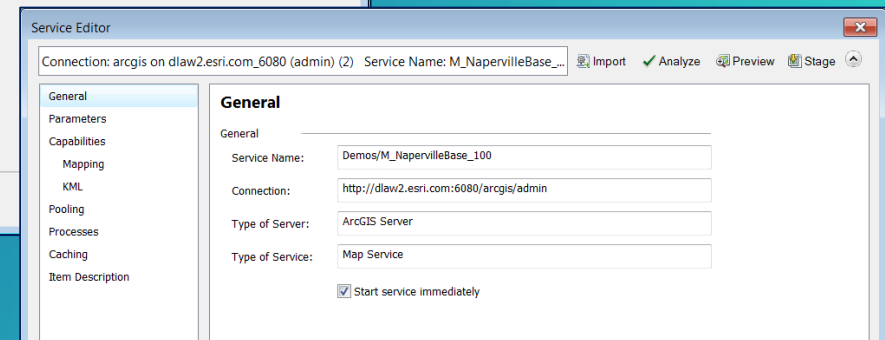 Service Editor
Connection: arcgis on dlaw2.esri.com_6080 (admin) (2) Service Name: M_NapervilleBase_... Import Analyze Preview Stage
General
Parameters
Capabilities
Mapping
KML
Pooling
Processes
Caching
Item Description
General
General
Service Name: Demos/M_NapervilleBase_100
Connection: http://dlaw2.esri.com:6080/arcgis/admin
Type of Server: ArcGIS Server
Type of Service: Map Service
Start service immediately